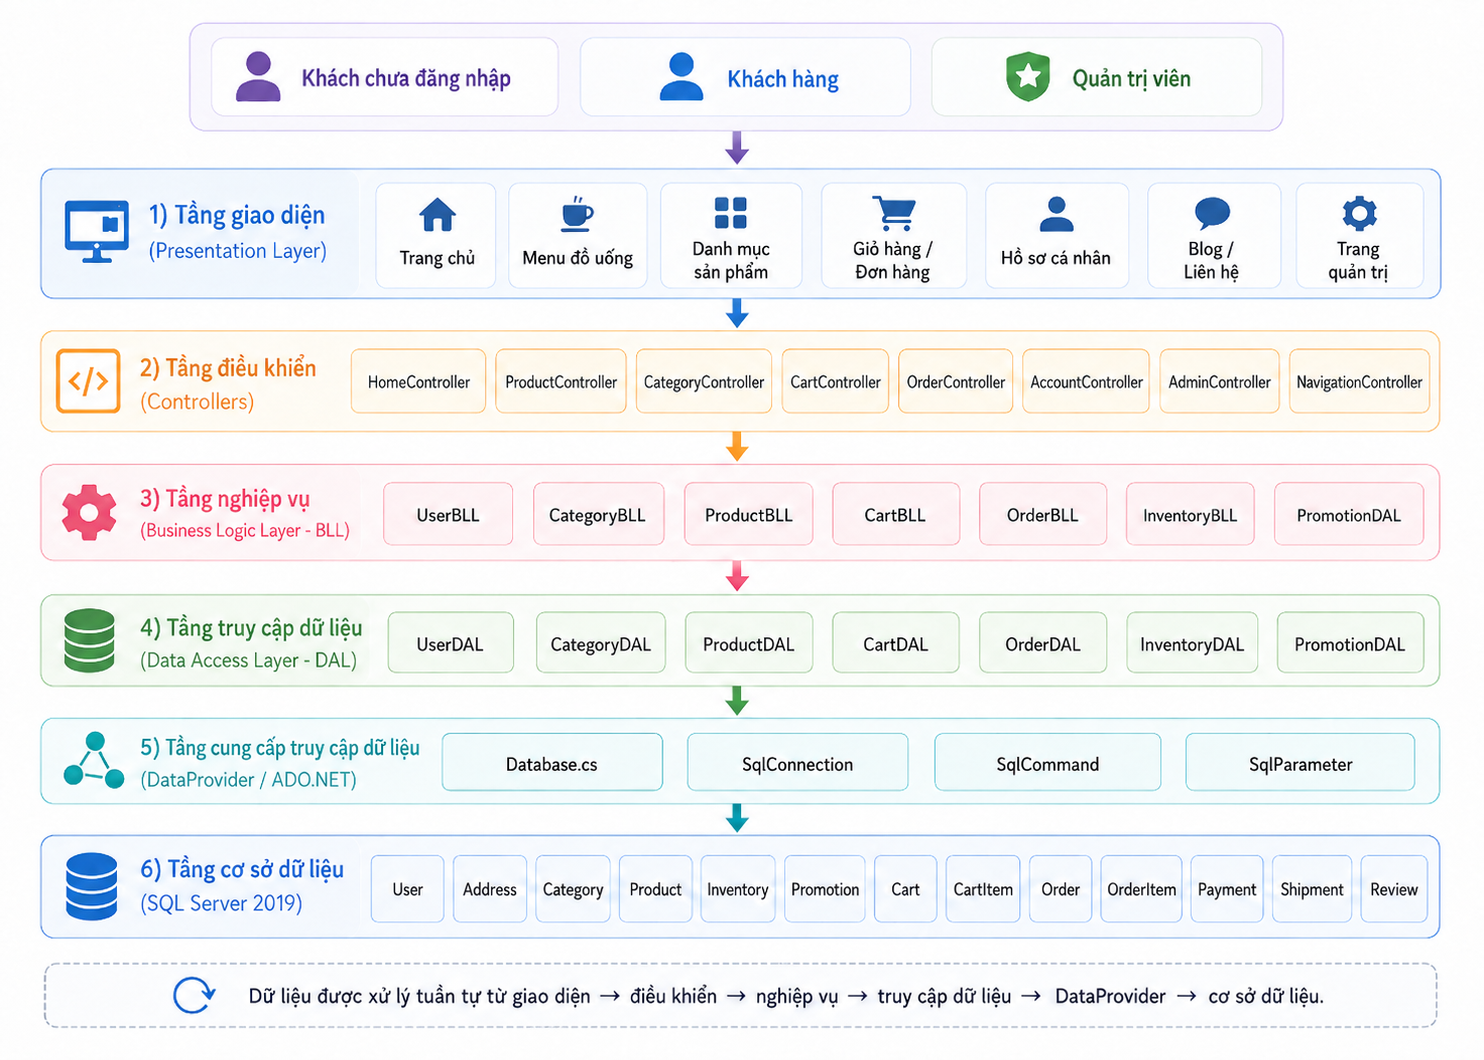 Khách chưa đăng nhập
Khách hàng
Quản trị viên
1) Tầng giao diện
(Presentation Layer)
Trang chủ
Menu đồ uống
Danh mục
sản phẩm
Giỏ hàng /
Đơn hàng
Hồ sơ cá nhân
Blog /
Liên hệ
Trang
quản trị
2) Tầng điều khiển
(Controllers)
HomeController
ProductController
CategoryController
CartController
OrderController
AccountController
AdminController
NavigationController
3) Tầng nghiệp vụ
(Business Logic Layer - BLL)
UserBLL
CategoryBLL
ProductBLL
CartBLL
OrderBLL
InventoryBLL
PromotionDAL
4) Tầng truy cập dữ liệu
(Data Access Layer - DAL)
UserDAL
CategoryDAL
ProductDAL
CartDAL
OrderDAL
InventoryDAL
PromotionDAL
5) Tầng cung cấp truy cập dữ liệu
(DataProvider / ADO.NET)
Database.cs
SqlConnection
SqlCommand
SqlParameter
6) Tầng cơ sở dữ liệu
(SQL Server 2019)
User
Address
Category
Product
Inventory
Promotion
Cart
CartItem
Order
OrderItem
Payment
Shipment
Review
Dữ liệu được xử lý tuần tự từ giao diện → điều khiển → nghiệp vụ → truy cập dữ liệu → DataProvider → cơ sở dữ liệu.